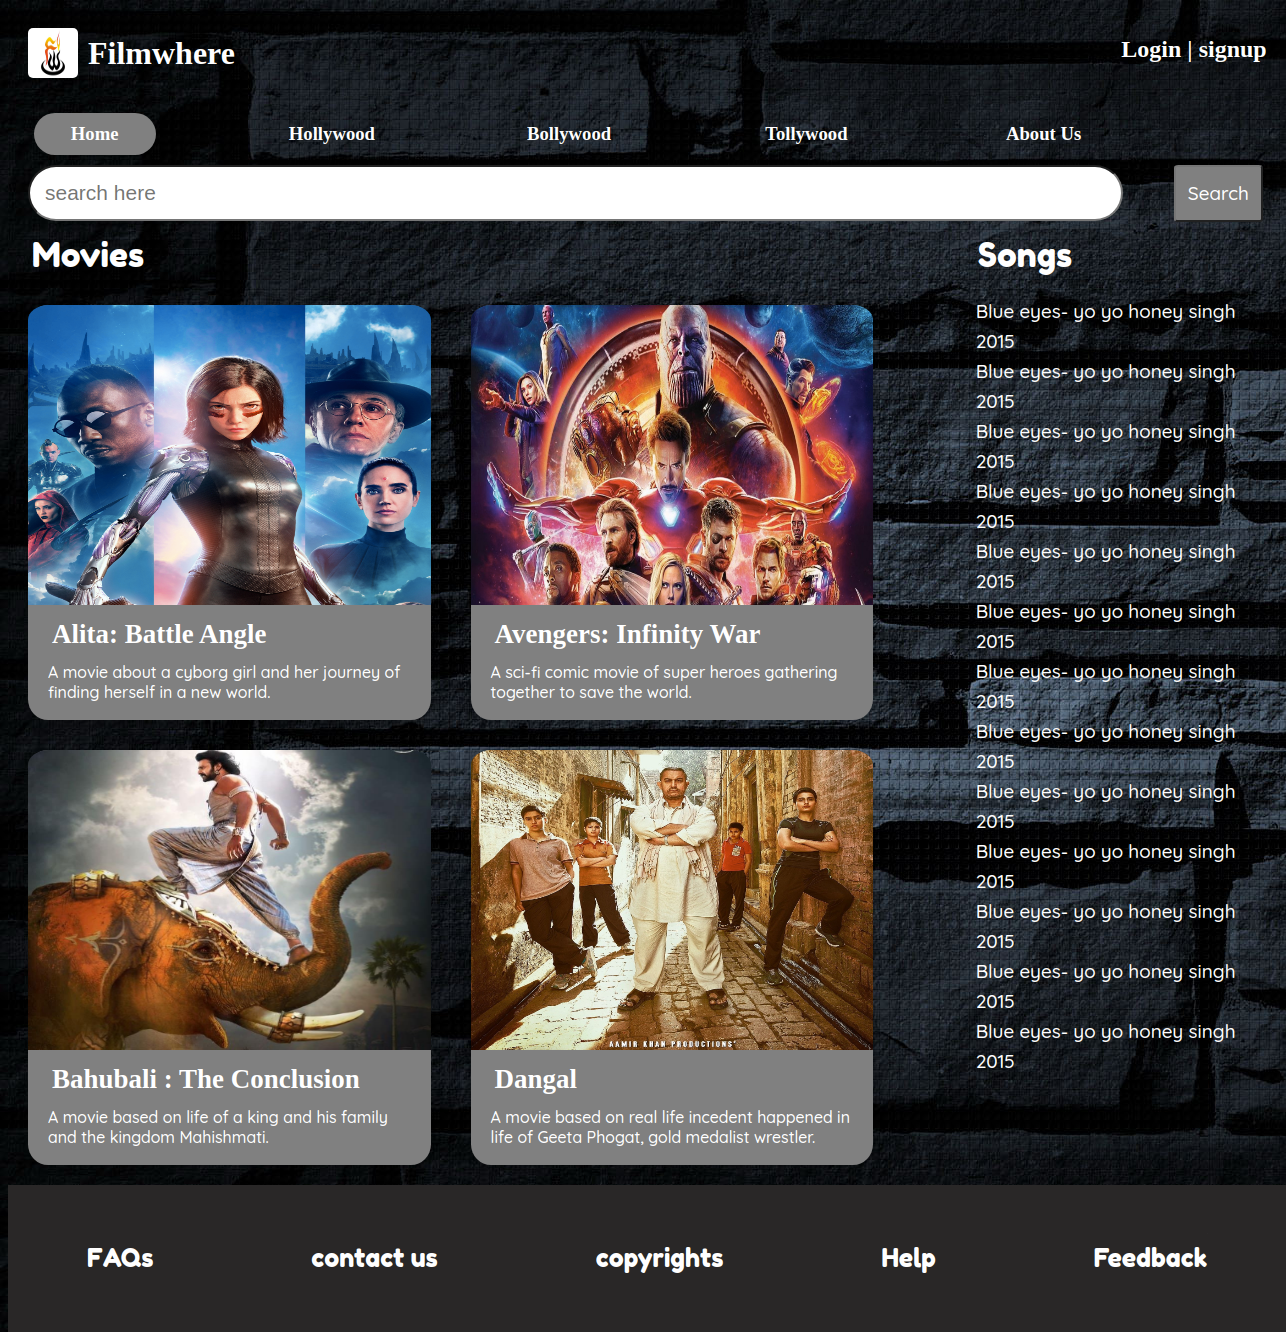 Filmwhere
Login | signup
Home
Hollywood
Bollywood
Tollywood
About Us
search here
Search
Movies
Songs
Alita: Battle Angle
A movie about a cyborg girl and her journey of
finding herself in a new world.
Avengers: Infinity War
A sci-fi comic movie of super heroes gathering
together to save the world.
AAMIR KHAN PRODUCTIONS'
Bahubali : The Conclusion
A movie based on life of a king and his family
and the kingdom Mahishmati.
Dangal
A movie based on real life incedent happened in
life of Geeta Phogat, gold medalist wrestler.
Blue eyes- yo yo honey singh
2015
Blue eyes- yo yo honey singh
2015
Blue eyes- yo yo honey singh
2015
Blue eyes- yo yo honey singh
2015
Blue eyes- yo yo honey singh
2015
Blue eyes- yo yo honey singh
2015
Blue eyes- yo yo honey singh
2015
Blue eyes- yo yo honey singh
2015
Blue eyes- yo yo honey singh
2015
Blue eyes- yo yo honey singh
2015
Blue eyes- yo yo honey singh
2015
Blue eyes- yo yo honey singh
2015
Blue eyes- yo yo honey singh
2015
FAQs
contact us
copyrights
Help
Feedback